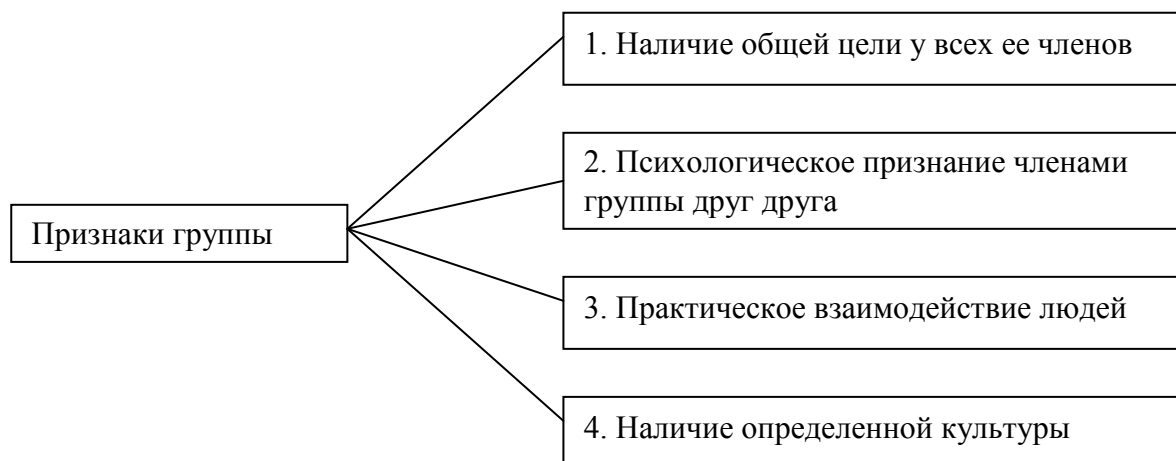 1. Наличие общей цели у всех ее членов
2. Психологическое признание членами
группы друг друга
Признаки группы
3. Практическое взаимодействие людей
4. Наличие определенной культуры